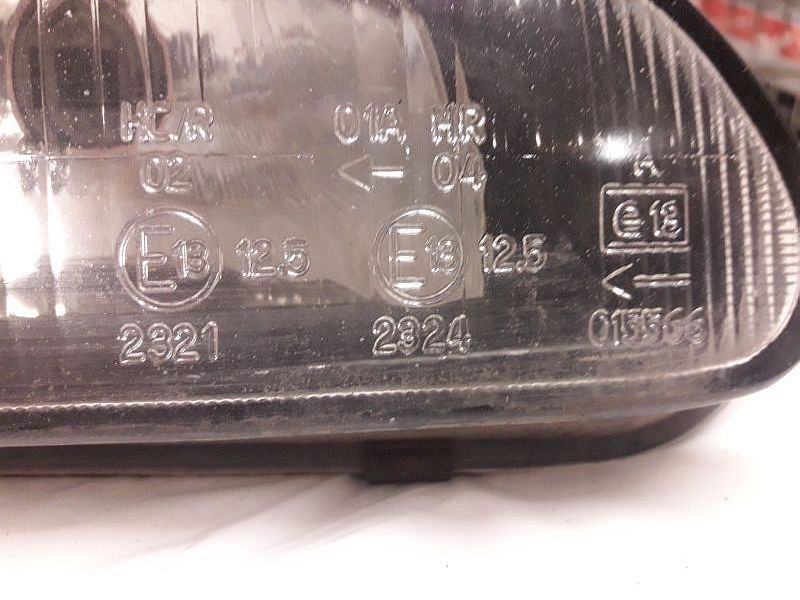 HC/R
02
E13 12.5
2321
01A HR
← 04
E13 12.5
2324
A
e13
←
015566